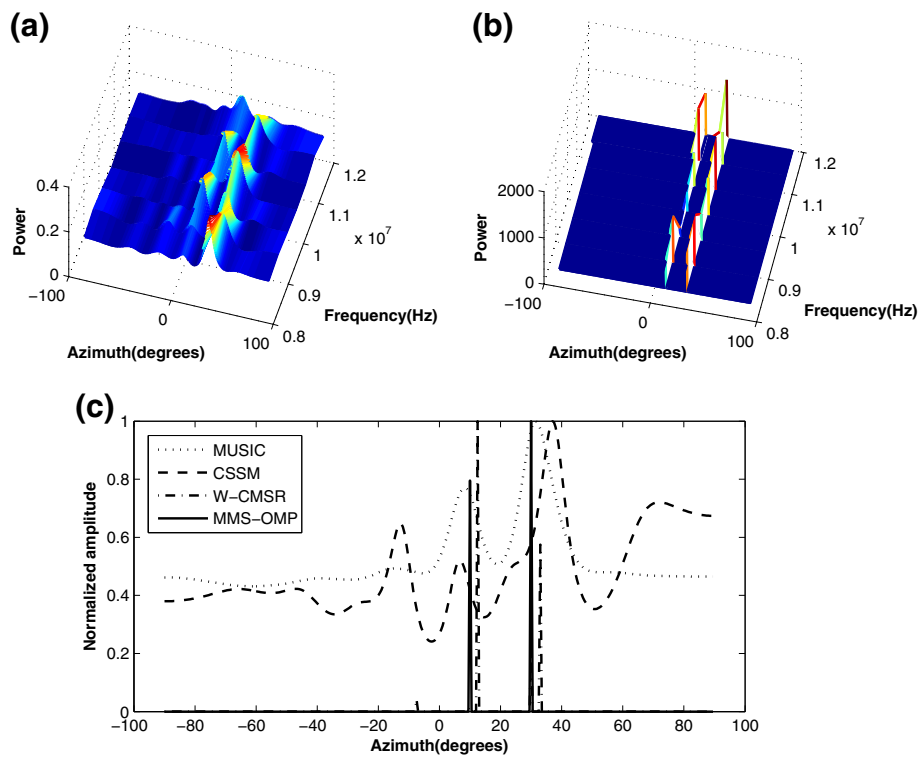 (a)
0.4
0.2
0
Power
−100
0
100
Azimuth(degrees)
0.8
0.9
1
1.1
1.2
x 10^7
Frequency(Hz)
(b)
2000
1000
0
Power
−100
0
100
Azimuth(degrees)
0.8
0.9
1
1.1
1.2
x 10^7
Frequency(Hz)
(c)
1
0.8
0.6
0.4
0.2
0
Normalized amplitude
MUSIC
CSSM
W−CMSR
MMS−OMP
−100 −80 −60 −40 −20 0 20 40 60 80 100
Azimuth(degrees)